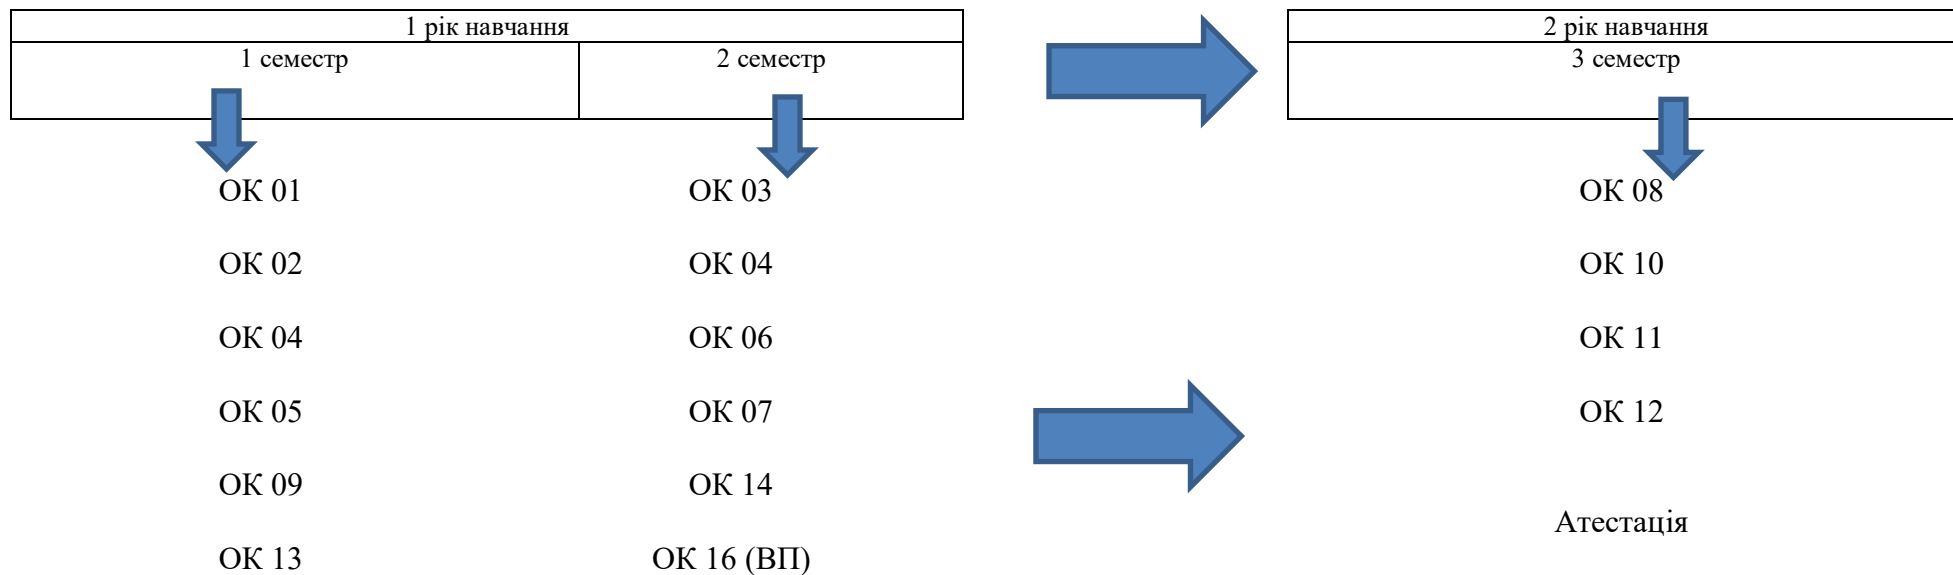 1 рік навчання
2 рік навчання
1 семестр
2 семестр
3 семестр
ОК 01
ОК 03
ОК 08
ОК 02
ОК 04
ОК 10
ОК 04
ОК 06
ОК 11
ОК 05
ОК 07
ОК 12
ОК 09
ОК 14
Атестація
ОК 13
ОК 16 (ВП)